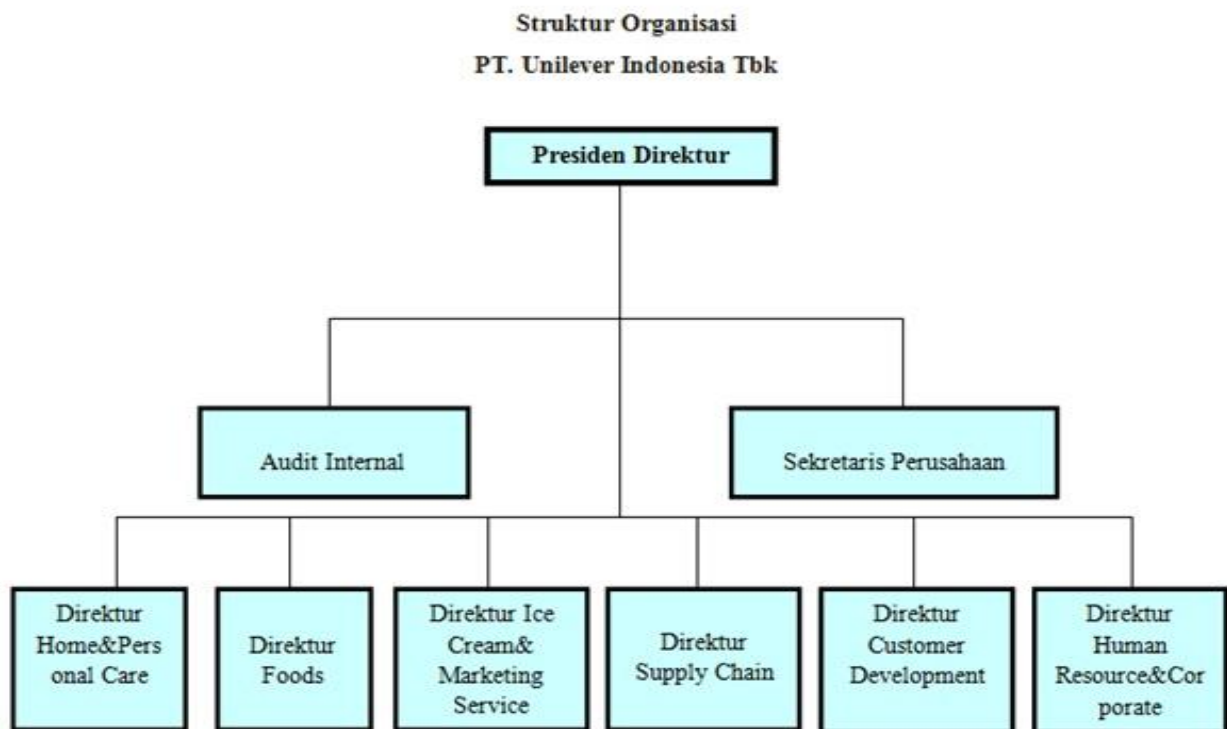 Struktur Organisasi
PT. Unilever Indonesia Tbk
Presiden Direktur
Audit Internal
Sekretaris Perusahaan
Direktur
Home&Pers
onal Care
Direktur
Foods
Direktur Ice
Cream&
Marketing
Service
Direktur
Supply Chain
Direktur
Customer
Development
Direktur
Human
Resource&Cor
porate